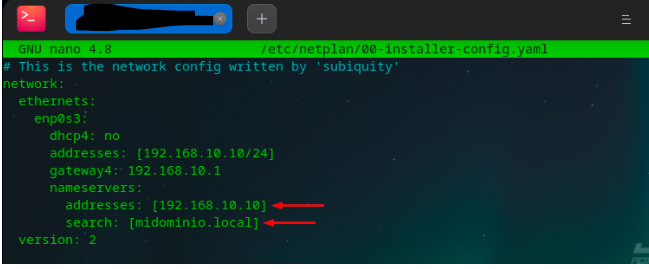 GNU nano 4.8 /etc/netplan/00-installer-config.yaml
# This is the network config written by 'subiquity'
network:
  ethernets:
    enp0s3:
      dhcp4: no
      addresses: [192.168.10.10/24]
      gateway4: 192.168.10.1
      nameservers:
        addresses: [192.168.10.10]
        search: [midominio.local]
  version: 2